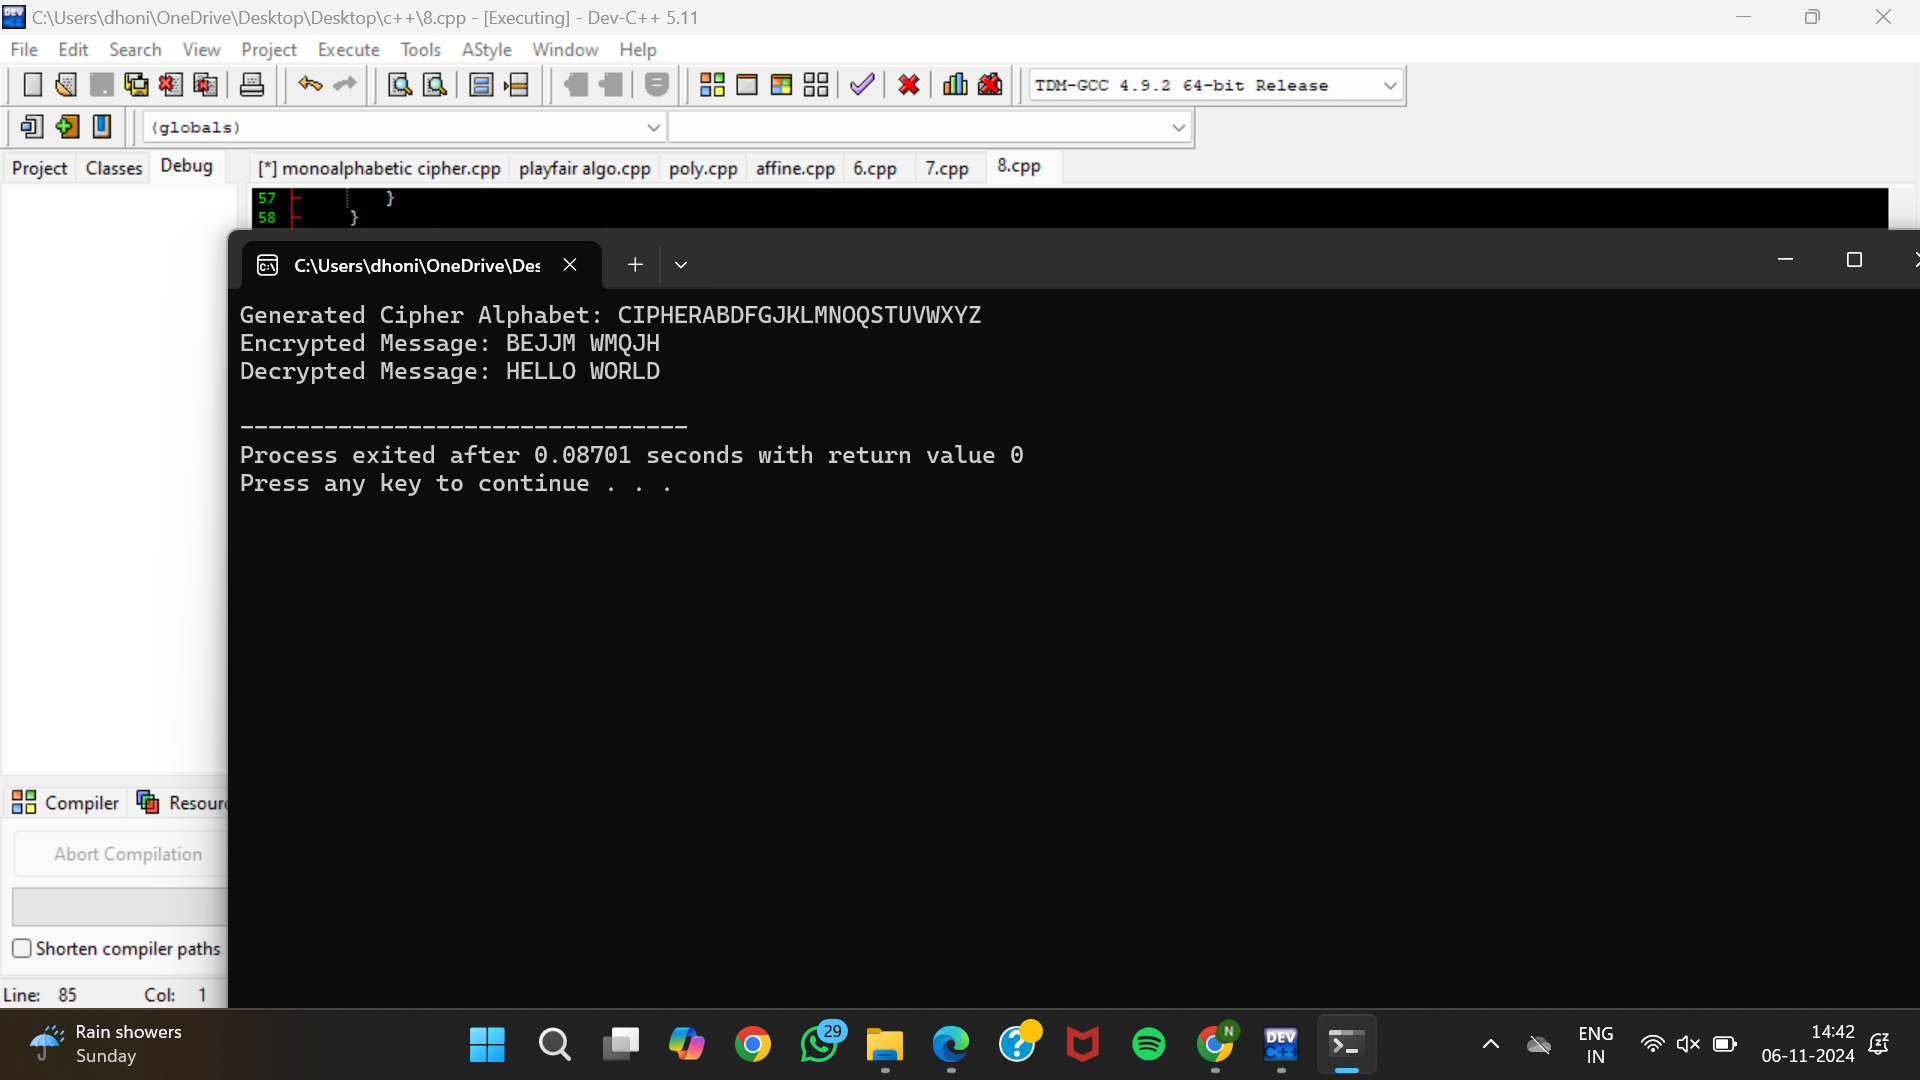 C:\Users\dhoni\OneDrive\Desktop\Desktop\c++\8.cpp - [Executing] - Dev-C++ 5.11
File Edit Search View Project Execute Tools AStyle Window Help
TDM-GCC 4.9.2 64-bit Release
(globals)
Project Classes Debug [*] monoalphabetic cipher.cpp playfair algo.cpp poly.cpp affine.cpp 6.cpp 7.cpp 8.cpp
57 }
58 }
C:\Users\dhoni\OneDrive\Des
Generated Cipher Alphabet: CIPHERABDFGJKLMNOQSTUVWXYZ
Encrypted Message: BEJJM WMQJH
Decrypted Message: HELLO WORLD
--------------------------------
Process exited after 0.08701 seconds with return value 0
Press any key to continue . . .
Compiler Resour
Abort Compilation
Shorten compiler paths
Line: 85 Col: 1
Rain showers
Sunday
29
N
DEV
C++
ENG
IN
14:42
06-11-2024